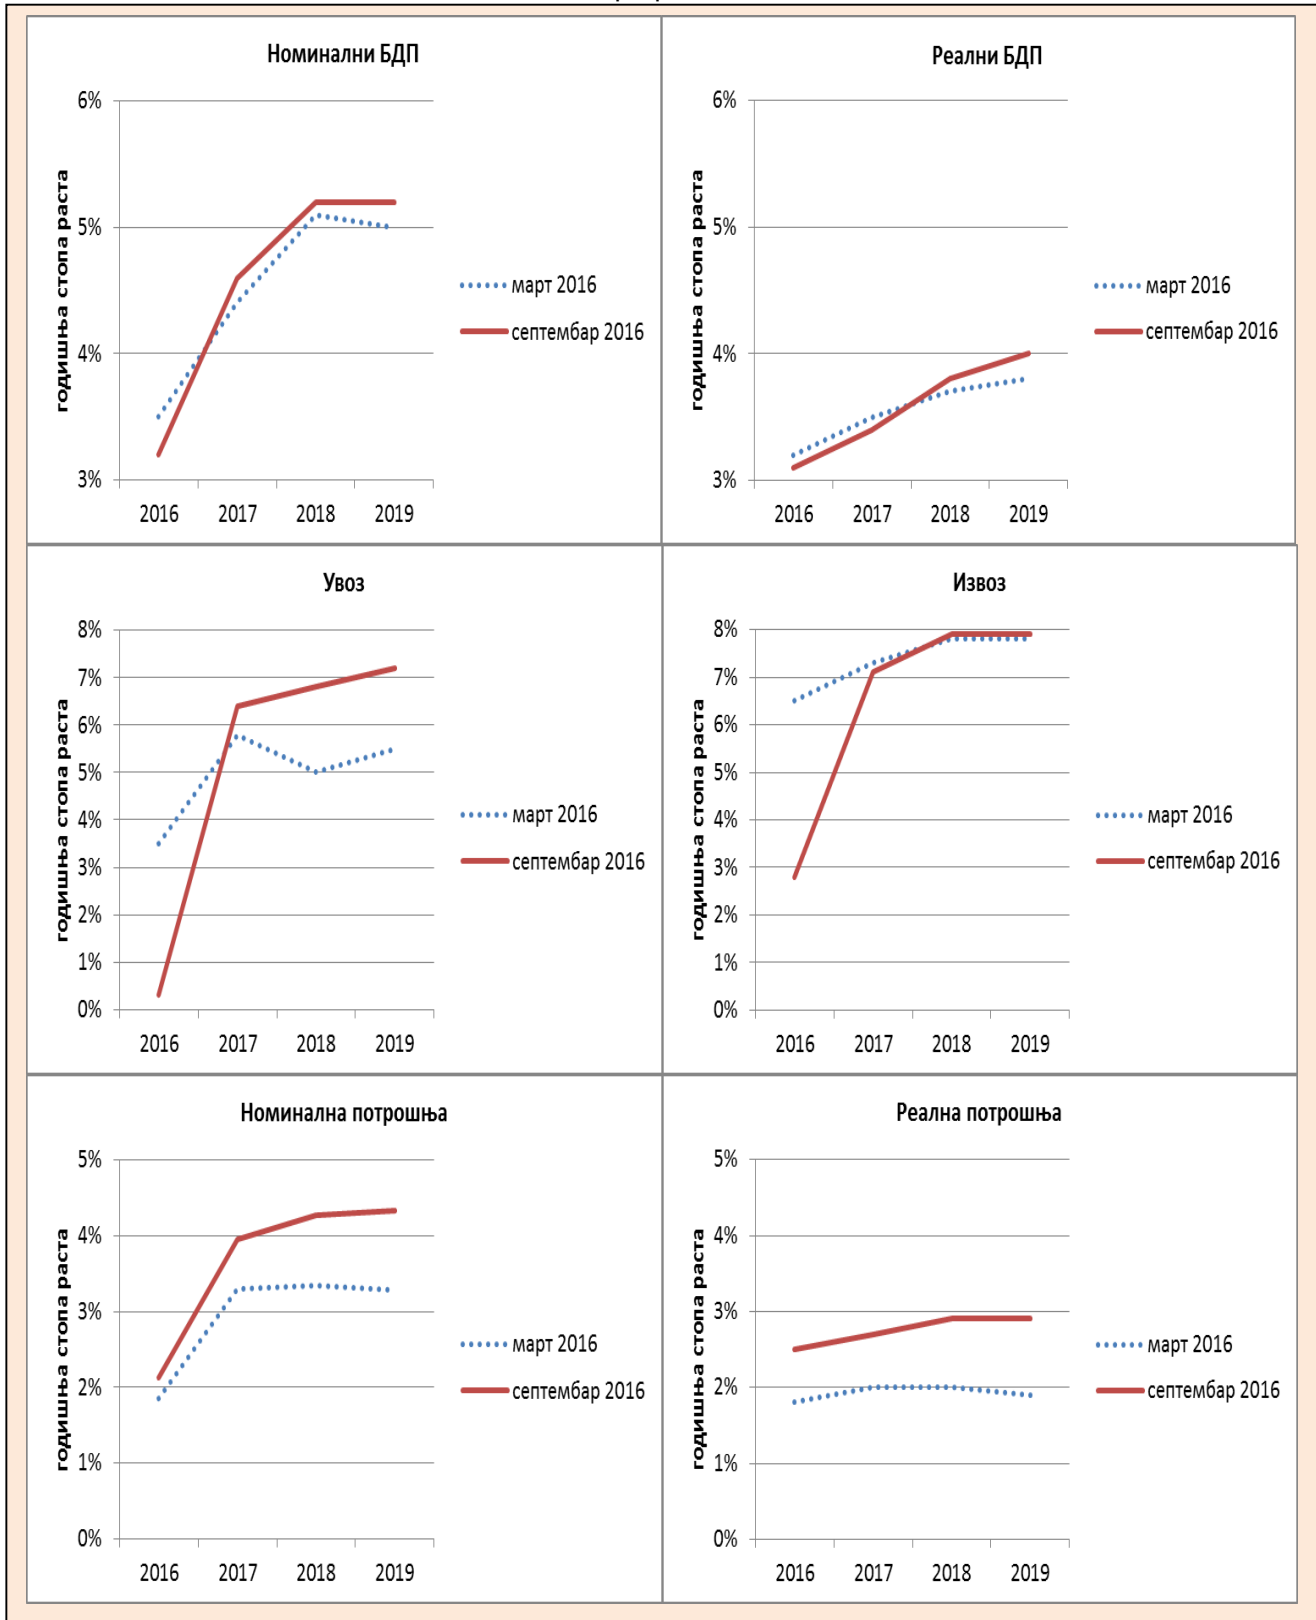 Номинални БДП
6%
5%
4%
3%
годишња стопа раста
2016 2017 2018 2019
март 2016
септембар 2016
Реални БДП
6%
5%
4%
3%
годишња стопа раста
2016 2017 2018 2019
март 2016
септембар 2016
Увоз
8%
7%
6%
5%
4%
3%
2%
1%
0%
годишња стопа раста
2016 2017 2018 2019
март 2016
септембар 2016
Извоз
8%
7%
6%
5%
4%
3%
2%
1%
0%
годишња стопа раста
2016 2017 2018 2019
март 2016
септембар 2016
Номинална потрошња
5%
4%
3%
2%
1%
0%
годишња стопа раста
2016 2017 2018 2019
март 2016
септембар 2016
Реална потрошња
5%
4%
3%
2%
1%
0%
годишња стопа раста
2016 2017 2018 2019
март 2016
септембар 2016